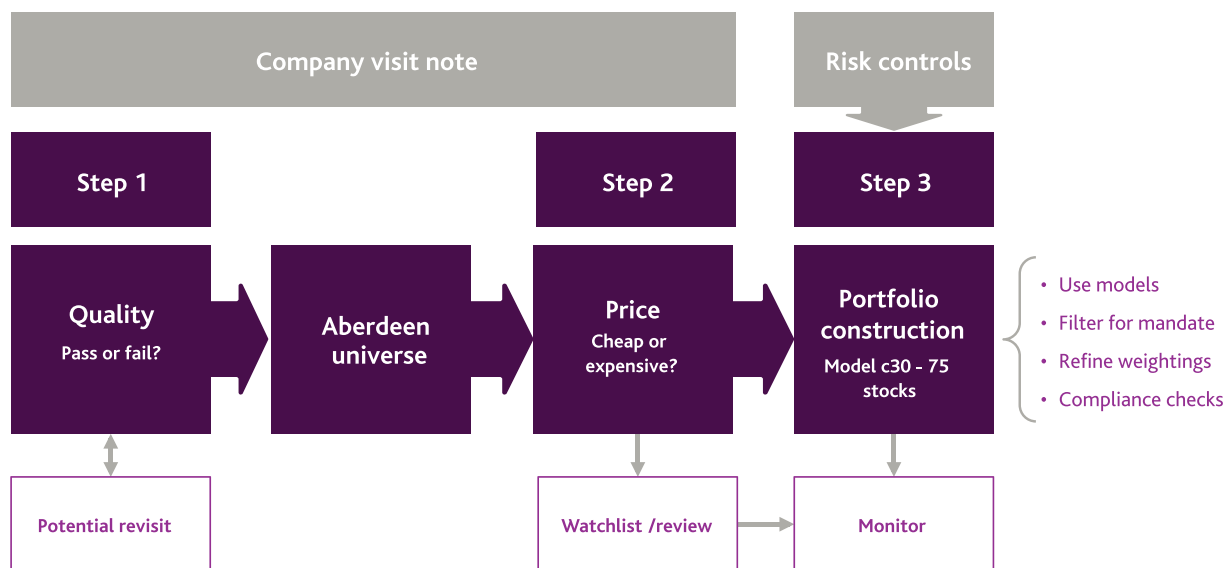 Company visit note
Risk controls
Step 1
Step 2
Step 3
Quality
Pass or fail?
Aberdeen
universe
Price
Cheap or
expensive?
Portfolio
construction
Model c30 - 75
stocks
• Use models
• Filter for mandate
• Refine weightings
• Compliance checks
Potential revisit
Watchlist /review
Monitor